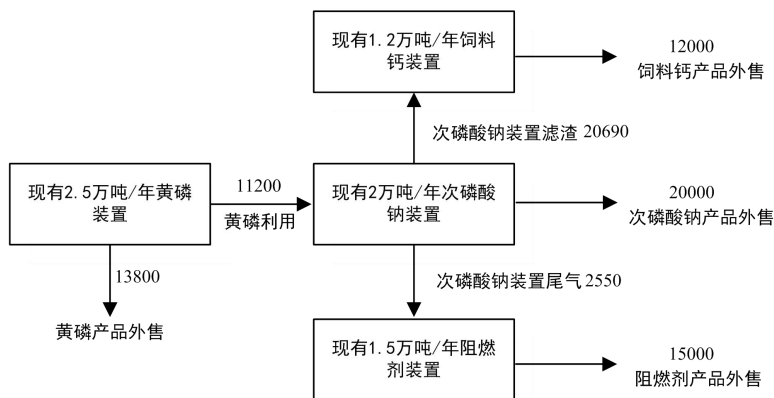 现有1.2万吨/年饲料
钙装置
12000
饲料钙产品外售
次磷酸钠装置滤渣 20690
现有2.5万吨/年黄磷
装置
11200
黄磷利用
现有2万吨/年次磷酸
钠装置
20000
次磷酸钠产品外售
13800
黄磷产品外售
次磷酸钠装置尾气 2550
现有1.5万吨/年阻燃
剂装置
15000
阻燃剂产品外售